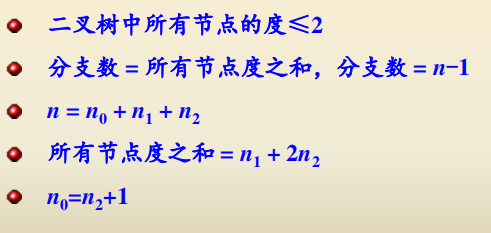 二叉树中所有节点的度≤2
分支数 = 所有节点度之和，分支数 = n−1
n = n₀ + n₁ + n₂
所有节点度之和 = n₁ + 2n₂
n₀=n₂+1